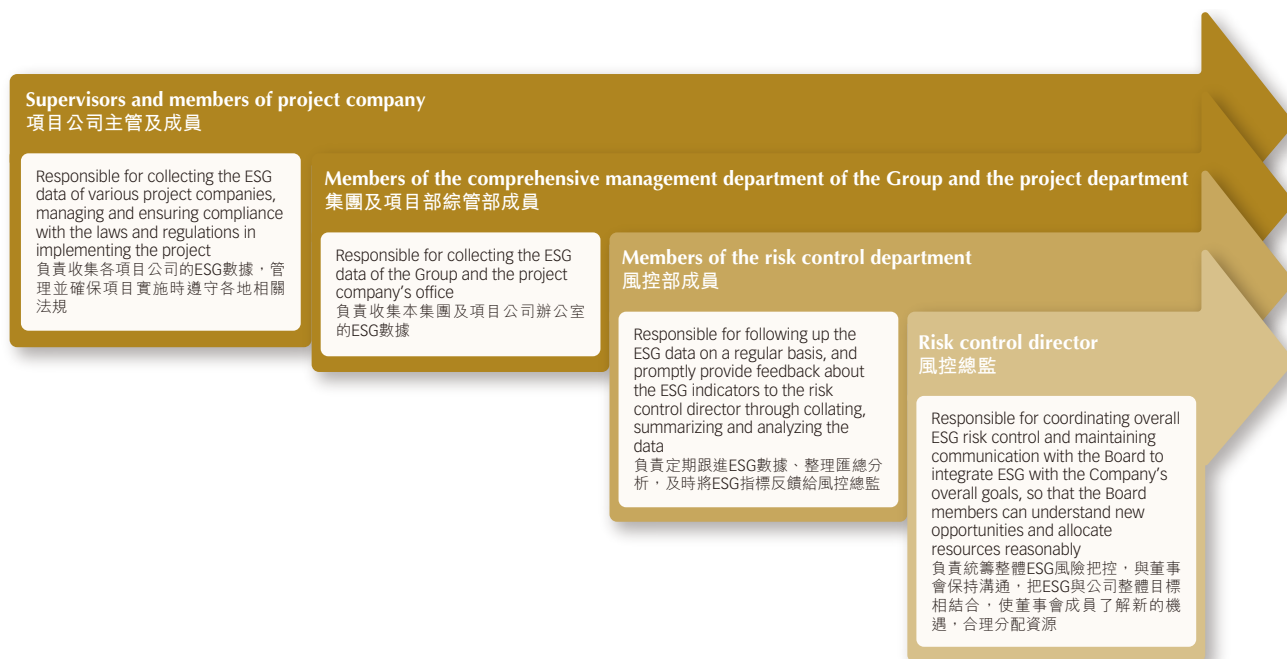 Supervisors and members of project company
項目公司主管及成員
Responsible for collecting the ESG
data of various project companies,
managing and ensuring compliance
with the laws and regulations in
implementing the project
負責收集各項目公司的ESG數據，管
理並確保項目實施時遵守各地相關
法規
Members of the comprehensive management department of the Group and the project department
集團及項目部綜管部成員
Responsible for collecting the ESG
data of the Group and the project
company's office
負責收集本集團及項目公司辦公室
的ESG數據
Members of the risk control department
風控部成員
Responsible for following up the
ESG data on a regular basis, and
promptly provide feedback about
the ESG indicators to the risk
control director through collating,
summarizing and analyzing the
data
負責定期跟進ESG數據、整理匯總分
析，及時將ESG指標反饋給風控總監
Risk control director
風控總監
Responsible for coordinating overall
ESG risk control and maintaining
communication with the Board to
integrate ESG with the Company's
overall goals, so that the Board
members can understand new
opportunities and allocate
resources reasonably
負責統籌整體ESG風險把控，與董事
會保持溝通，把ESG與公司整體目標
相結合，使董事會成員了解新的機
遇，合理分配資源